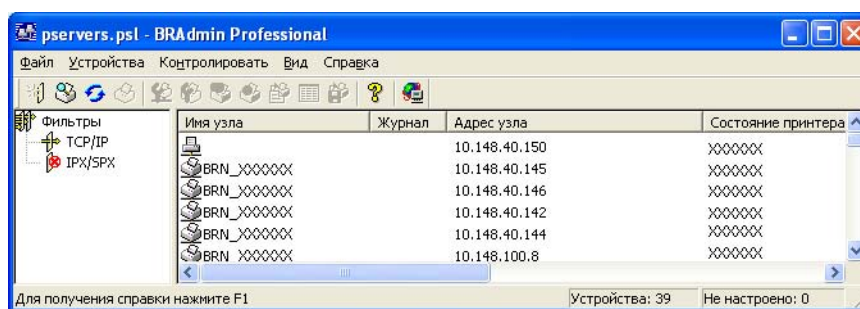 pservers.psl - BRAdmin Professional
Файл Устройства Контролировать Вид Справка
Фильтры
TCP/IP
IPX/SPX
Имя узла Журнал Адрес узла Состояние принтера
10.148.40.150 XXXXXX
BRN_XXXXXX 10.148.40.145 XXXXXX
BRN_XXXXXX 10.148.40.146 XXXXXX
BRN_XXXXXX 10.148.40.142 XXXXXX
BRN_XXXXXX 10.148.40.144 XXXXXX
BRN_XXXXXX 10.148.100.8 XXXXXX
Для получения справки нажмите F1 Устройства: 39 Не настроено: 0